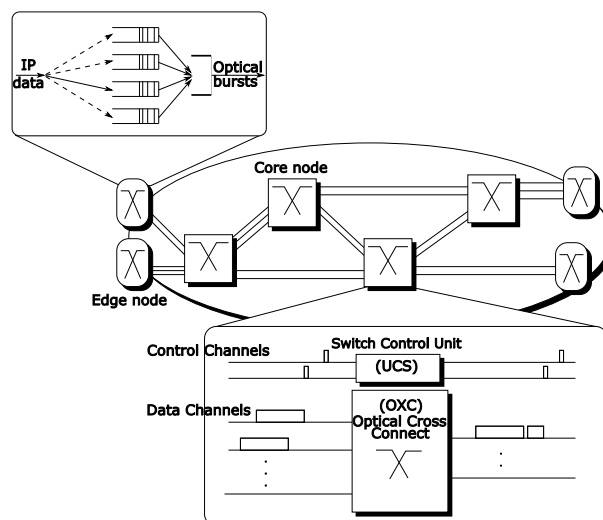 IP
data
Optical
bursts
Core node
Edge node
Switch Control Unit
Control Channels
(UCS)
(OXC)
Data Channels
Optical Cross
Connect